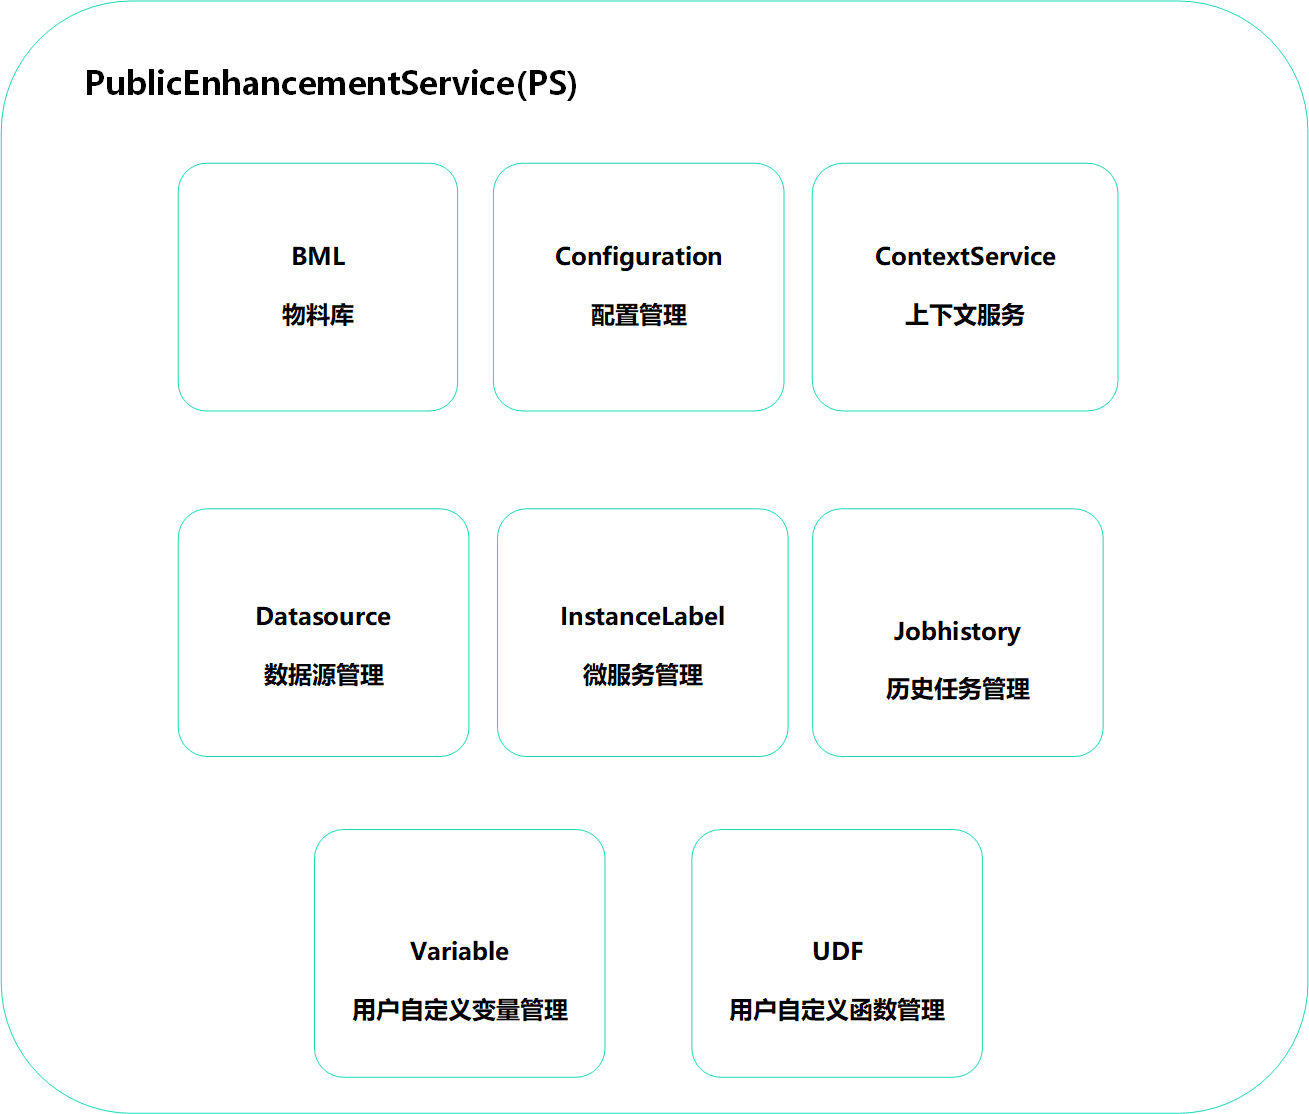 PublicEnhancementService(PS)
BML
物料库
Configuration
配置管理
ContextService
上下文服务
Datasource
数据源管理
InstanceLabel
微服务管理
Jobhistory
历史任务管理
Variable
用户自定义变量管理
UDF
用户自定义函数管理